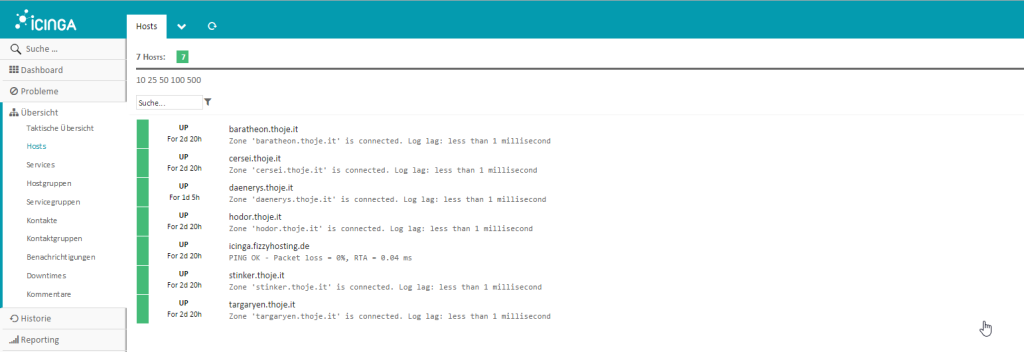 iCINGA
Hosts
Suche ...
Dashboard
Probleme
Übersicht
Taktische Übersicht
Hosts
Services
Hostgruppen
Servicegruppen
Kontakte
Kontaktgruppen
Benachrichtigungen
Downtimes
Kommentare
Historie
Reporting
7 Hosts: 7
10 25 50 100 500
Suche...
UP baratheon.thoje.it
For 2d 20h Zone 'baratheon.thoje.it' is connected. Log lag: less than 1 millisecond
UP cersei.thoje.it
For 2d 20h Zone 'cersei.thoje.it' is connected. Log lag: less than 1 millisecond
UP daenerys.thoje.it
For 1d 5h Zone 'daenerys.thoje.it' is connected. Log lag: less than 1 millisecond
UP hodor.thoje.it
For 2d 20h Zone 'hodor.thoje.it' is connected. Log lag: less than 1 millisecond
UP icinga.fizzyhosting.de
For 2d 20h PING OK - Packet loss = 0%, RTA = 0.04 ms
UP stinker.thoje.it
For 2d 20h Zone 'stinker.thoje.it' is connected. Log lag: less than 1 millisecond
UP targaryen.thoje.it
For 2d 20h Zone 'targaryen.thoje.it' is connected. Log lag: less than 1 millisecond